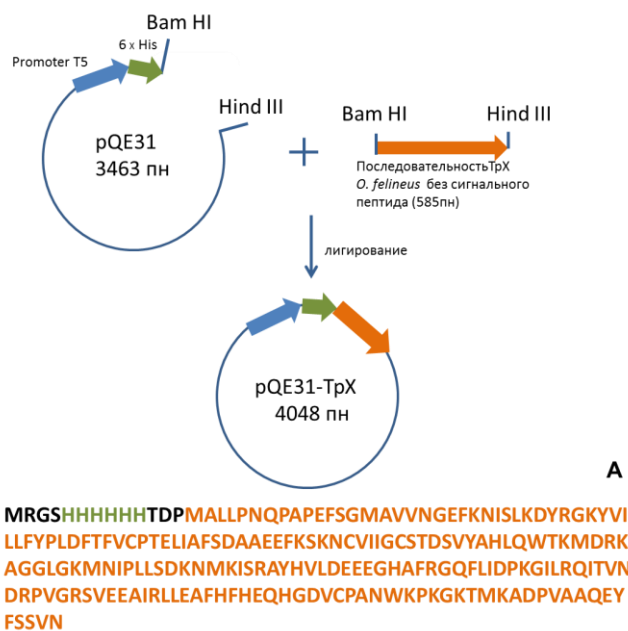 Bam HI
6 x His
Promoter T5
Hind III
pQE31
3463 пн
Bam HI
Hind III
ПоследовательностьTpX
O. felineus без сигнального
пептида (585пн)
лигирование
pQE31-TpX
4048 пн
A
MRGSHHHHHHTDPMALLPNQPAPEFSGMAVVNGEFKNISLKDYRGKYVI
LLFYPLDFTFVCPTELIAFSDAAEEFKSKNCVIIGCSTDSVYAHLQWTKMDRK
AGGLGKMNIPLLSDKNMKISRAYHVLDEEEGHAFRGQFLIDPKGILRQITVN
DRPVGRSVEEAIRLLEAFHFHEQHGDVCPANWKPKGKTMKADPVAAQEY
FSSVN